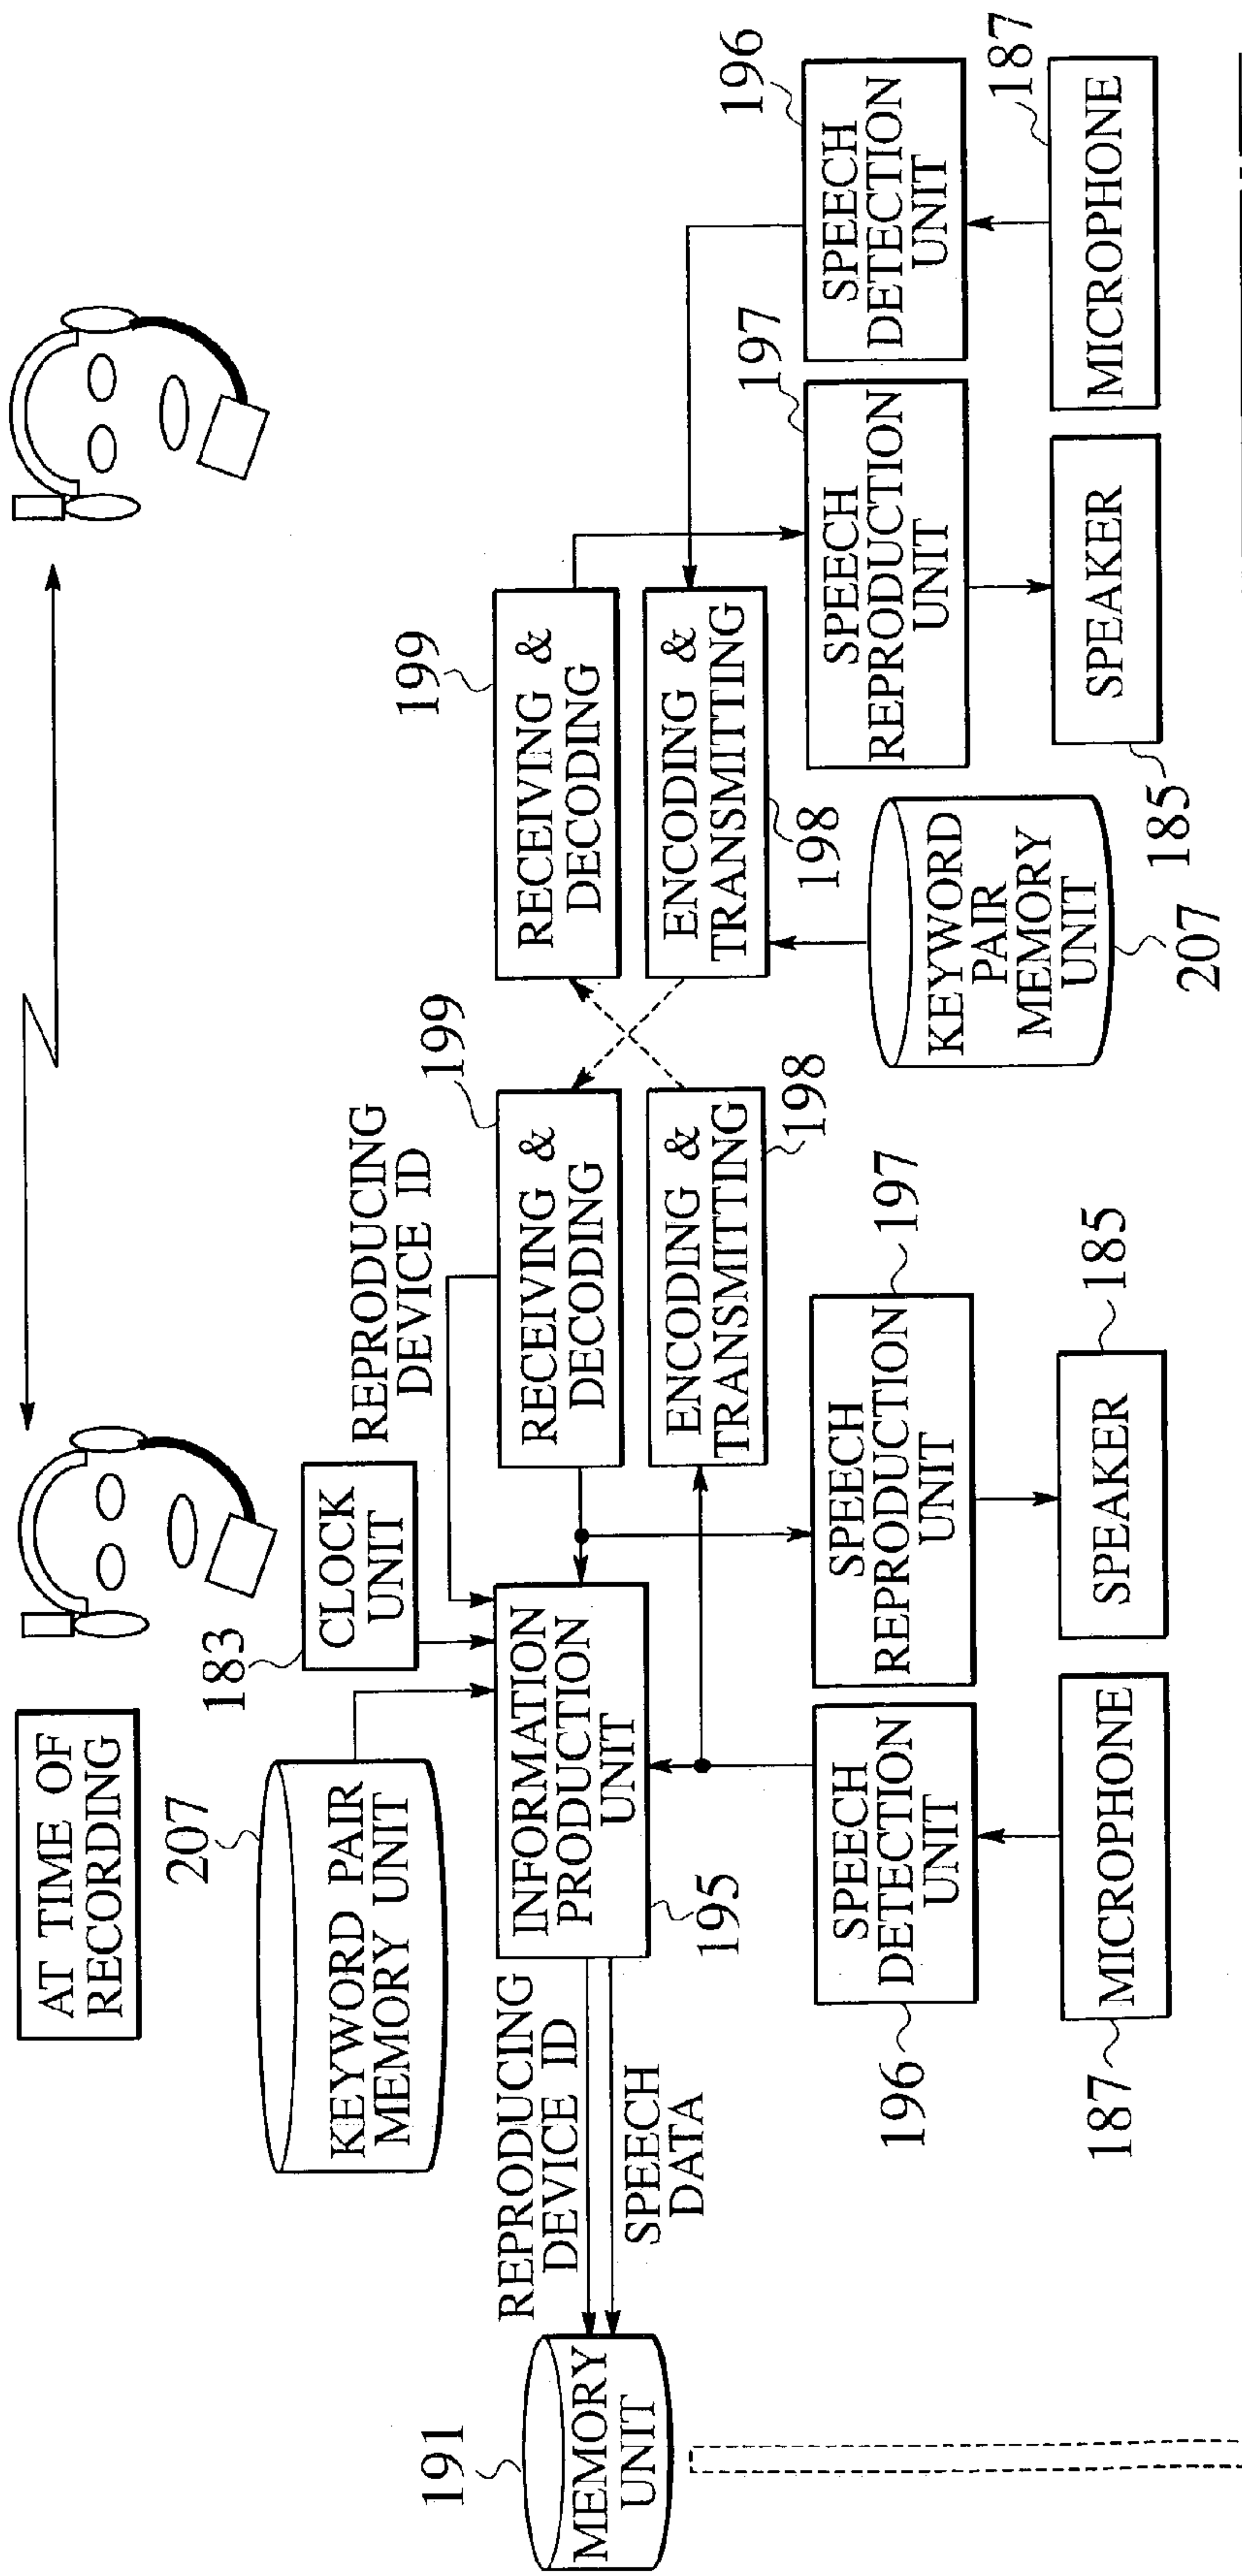 AT TIME OF
RECORDING
207
KEYWORD PAIR
MEMORY UNIT
183
CLOCK
UNIT
REPRODUCING
DEVICE ID
191
MEMORY
UNIT
REPRODUCING
DEVICE ID
SPEECH
DATA
INFORMATION
PRODUCTION
UNIT
195
199
RECEIVING &
DECODING
ENCODING &
TRANSMITTING
198
199
RECEIVING &
DECODING
ENCODING &
TRANSMITTING
198
196
SPEECH
DETECTION
UNIT
SPEECH
REPRODUCTION
UNIT
197
187
MICROPHONE
SPEAKER
185
KEYWORD
PAIR
MEMORY
UNIT
207
SPEECH
REPRODUCTION
UNIT
197
SPEECH
DETECTION
UNIT
196
185
SPEAKER
MICROPHONE
187